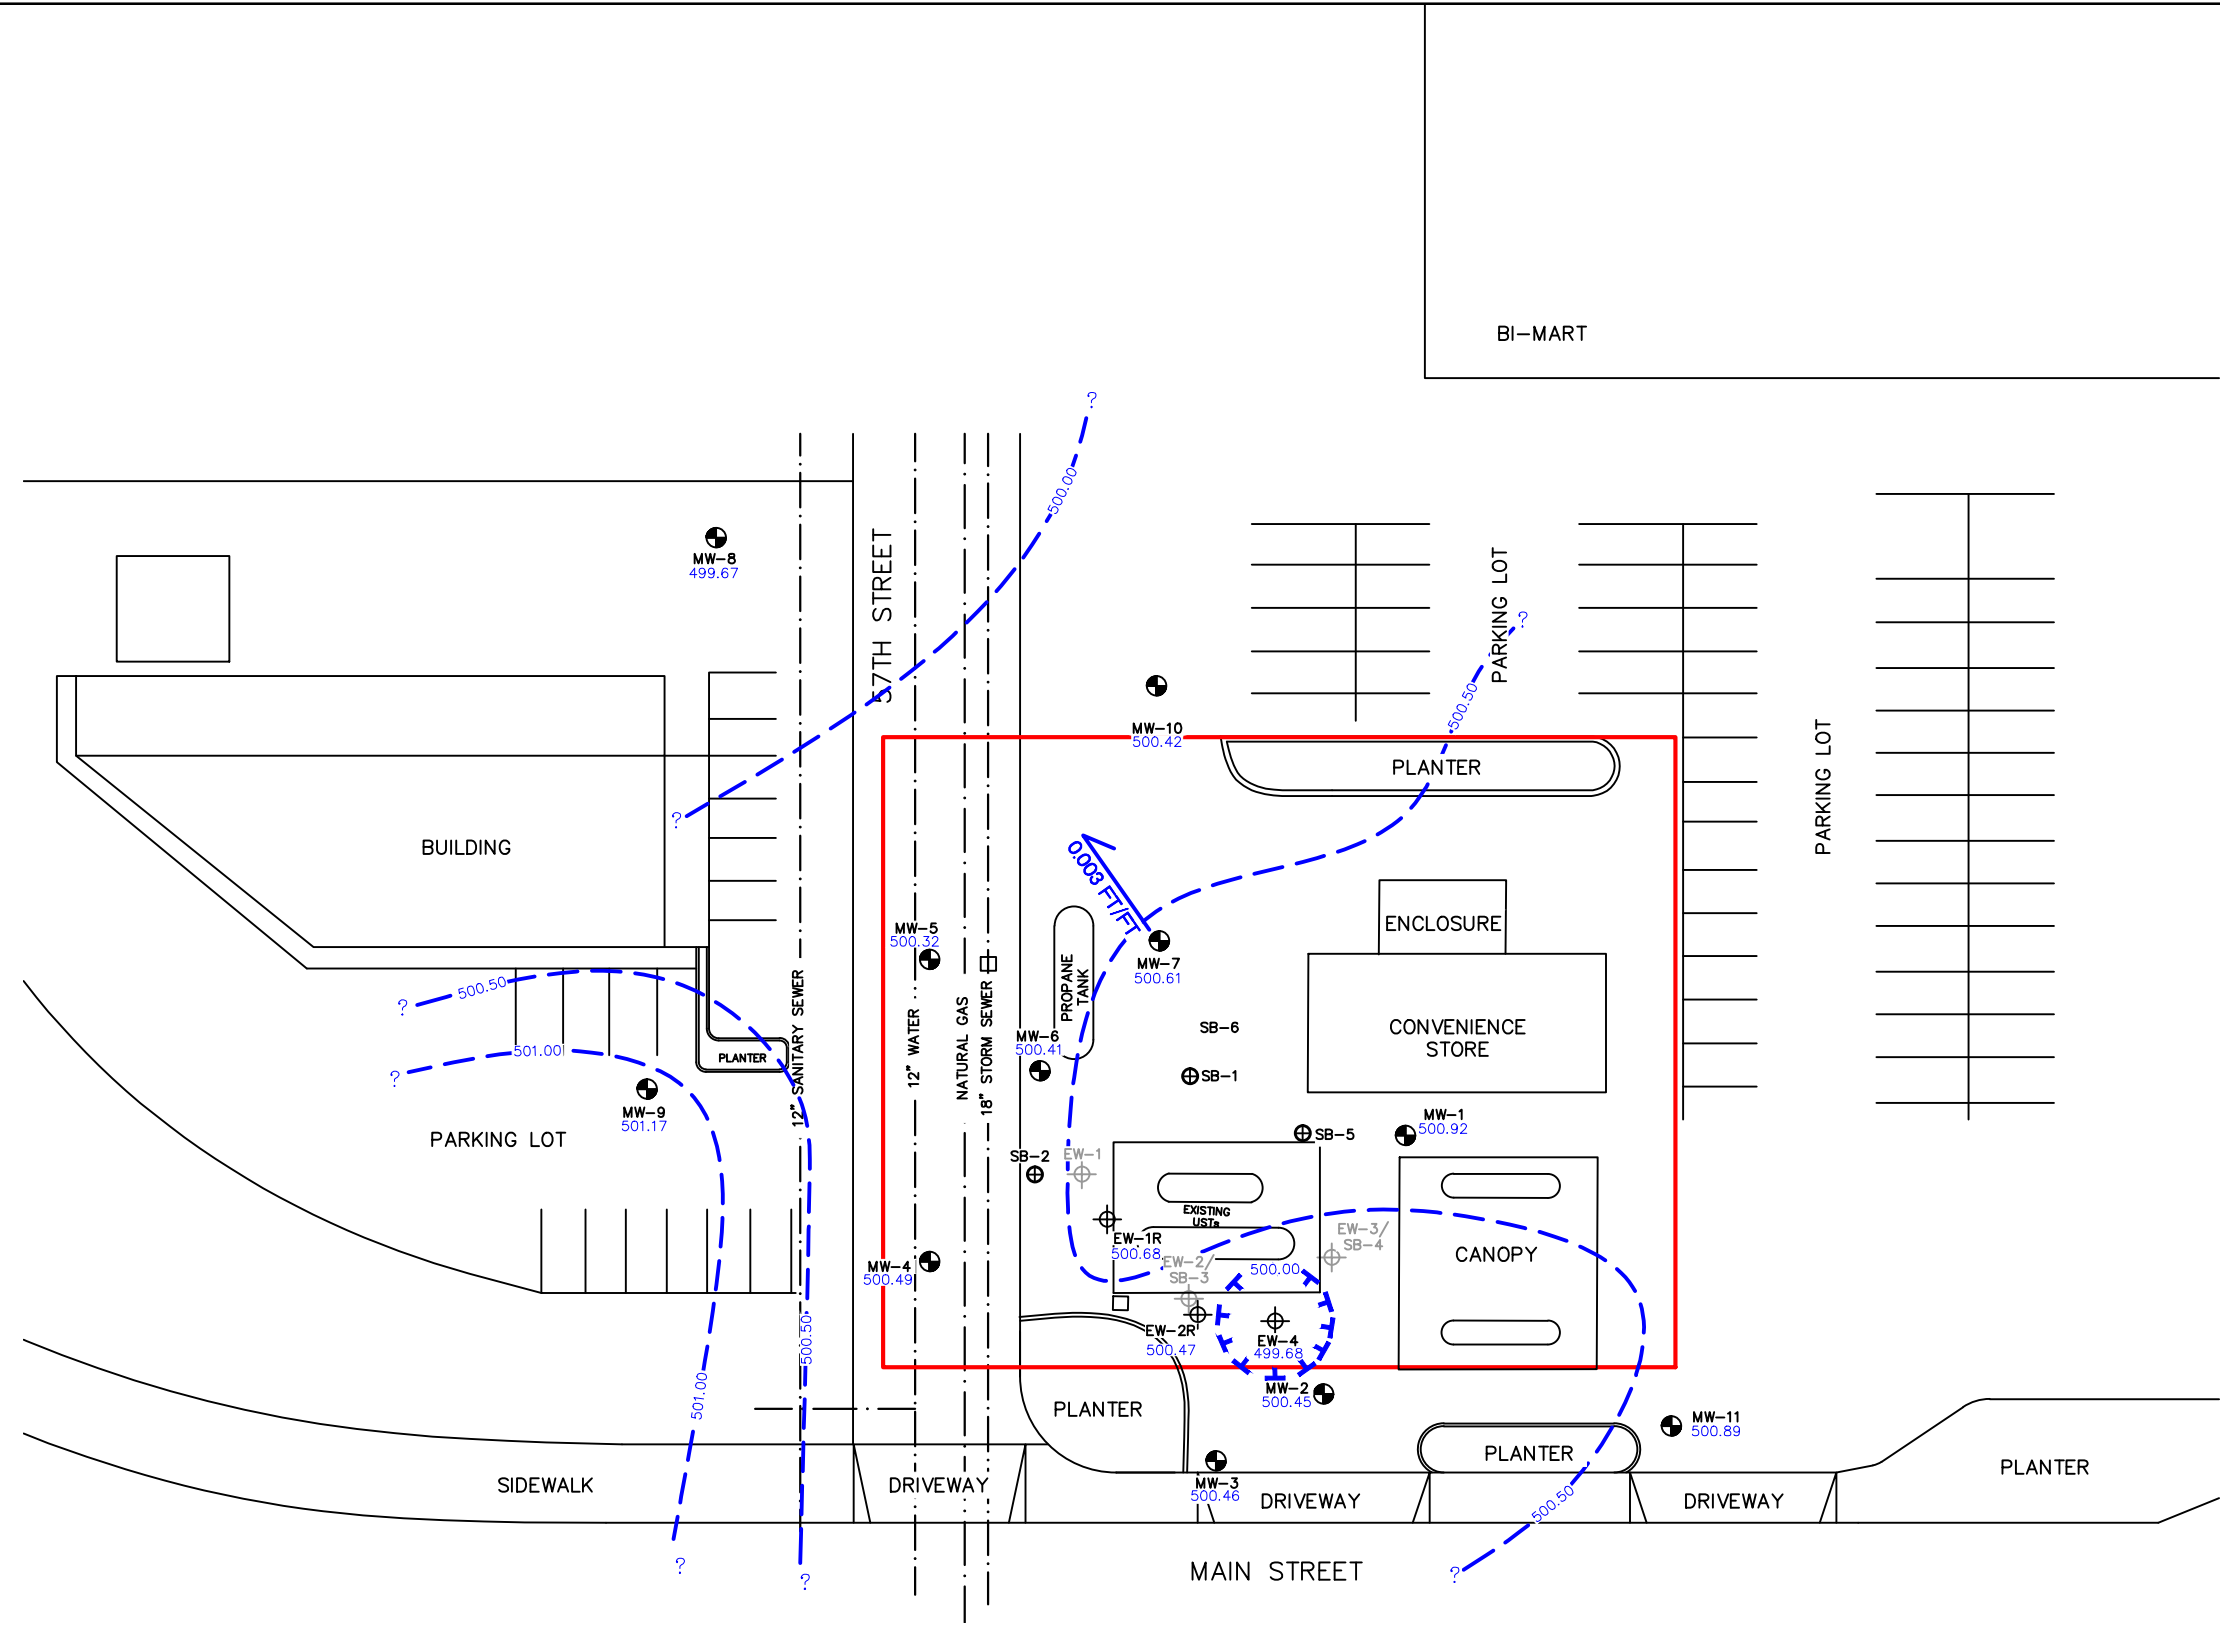 BI-MART
?
500.00
MW-8
499.67
57TH STREET
PARKING LOT
?
500.50
MW-10
500.42
PARKING LOT
PLANTER
?
BUILDING
0.003 FT/FT
ENCLOSURE
MW-5
500.32
MW-7
500.61
PROPANE
TANK
?
500.50
12" SANITARY SEWER
12" WATER
NATURAL GAS
18" STORM SEWER
MW-6
500.41
SB-6
CONVENIENCE
STORE
?
501.00
PLANTER
SB-1
MW-9
501.17
PARKING LOT
MW-1
500.92
SB-5
SB-2
EW-1
EXISTING
USTs
EW-1R
500.68
EW-3/
SB-4
CANOPY
MW-4
500.49
EW-2/
SB-3
500.00
EW-2R
500.47
EW-4
499.68
500.50
501.00
MW-2
500.45
PLANTER
MW-11
500.89
PLANTER
PLANTER
SIDEWALK
DRIVEWAY
MW-3
500.46
DRIVEWAY
500.50
DRIVEWAY
?
?
?
MAIN STREET